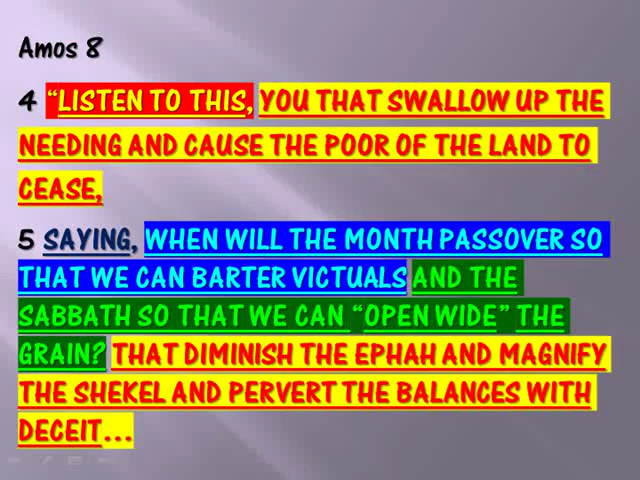 Amos 8
4 “LISTEN TO THIS, YOU THAT SWALLOW UP THE
NEEDING AND CAUSE THE POOR OF THE LAND TO
CEASE,
5 SAYING, WHEN WILL THE MONTH PASSOVER SO
THAT WE CAN BARTER VICTUALS AND THE
SABBATH SO THAT WE CAN “OPEN WIDE” THE
GRAIN? THAT DIMINISH THE EPHAH AND MAGNIFY
THE SHEKEL AND PERVERT THE BALANCES WITH
DECEIT...